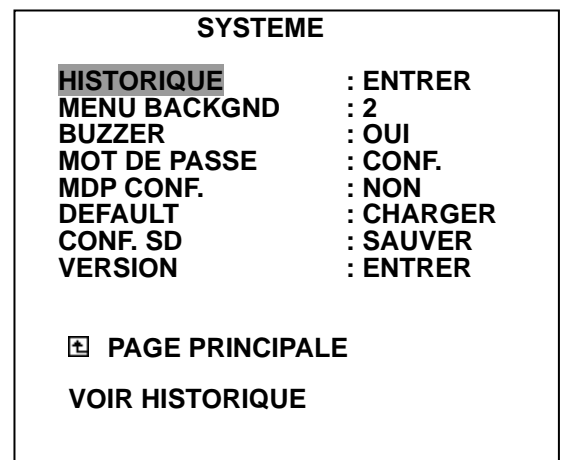 SYSTEME
HISTORIQUE : ENTRER
MENU BACKGND : 2
BUZZER : OUI
MOT DE PASSE : CONF.
MDP CONF. : NON
DEFAULT : CHARGER
CONF. SD : SAUVER
VERSION : ENTRER
PAGE PRINCIPALE
VOIR HISTORIQUE